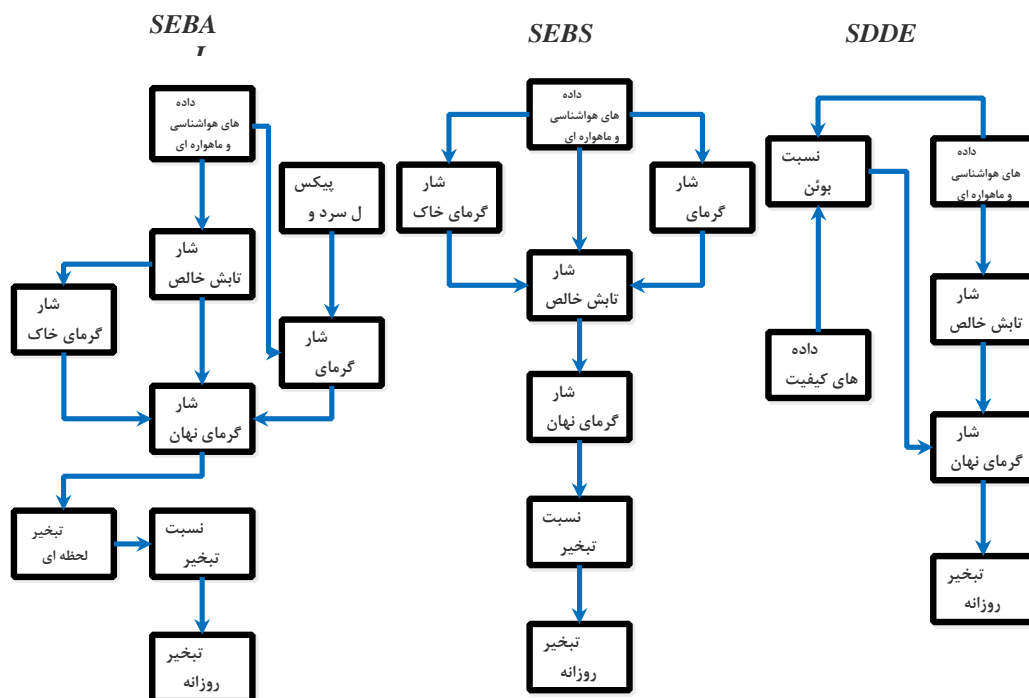 SEBA
L
داده
های هواشناسی
و ماهواره ای
پیکس
ل سرد و
شار
تابش خالص
شار
گرمای خاک
شار
گرمای
شار
گرمای نهان
تبخیر
لحظه ای
نسبت
تبخیر
تبخیر
روزانه
SEBS
داده
های هواشناسی
و ماهواره ای
شار
گرمای خاک
شار
گرمای
شار
تابش خالص
شار
گرمای نهان
نسبت
تبخیر
تبخیر
روزانه
SDDE
نسبت
بوئن
داده
های هواشناسی
و ماهواره ای
شار
تابش خالص
داده
های کیفیت
شار
گرمای نهان
تبخیر
روزانه